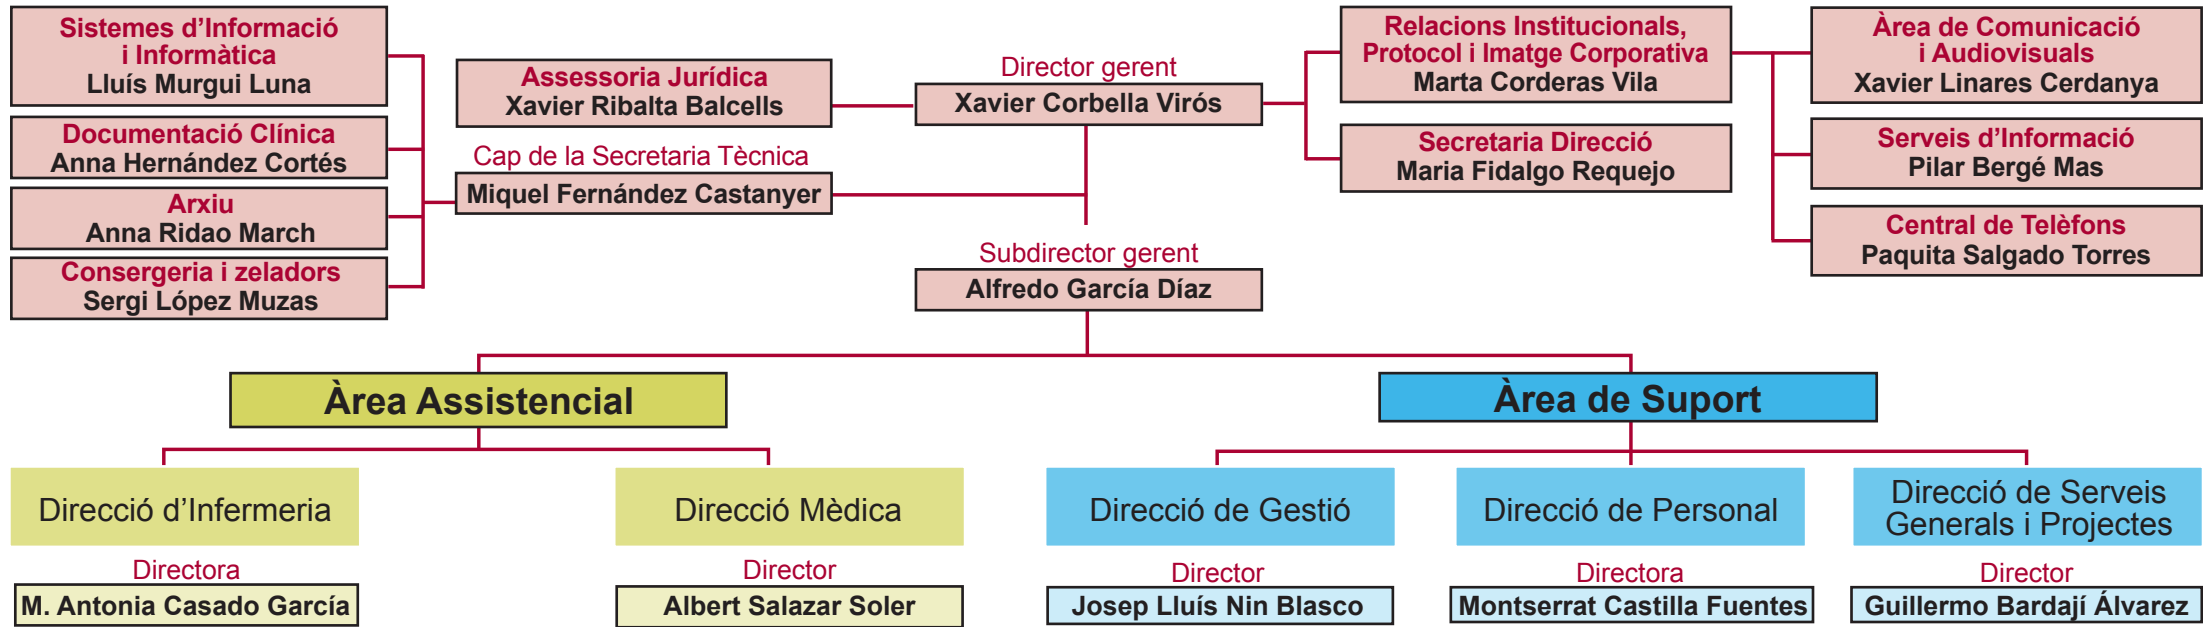 Sistemes d’Informació
i Informàtica
Lluís Murgui Luna
Documentació Clínica
Anna Hernández Cortés
Arxiu
Anna Ridao March
Consergeria i zeladors
Sergi López Muzas
Assessoria Jurídica
Xavier Ribalta Balcells
Cap de la Secretaria Tècnica
Miquel Fernández Castanyer
Director gerent
Xavier Corbella Virós
Subdirector gerent
Alfredo García Díaz
Relacions Institucionals,
Protocol i Imatge Corporativa
Marta Corderas Vila
Secretaria Direcció
Maria Fidalgo Requejo
Àrea de Comunicació
i Audiovisuals
Xavier Linares Cerdanya
Serveis d’Informació
Pilar Bergé Mas
Central de Telèfons
Paquita Salgado Torres
Àrea Assistencial
Àrea de Suport
Direcció d’Infermeria
Directora
M. Antonia Casado García
Direcció Mèdica
Director
Albert Salazar Soler
Direcció de Gestió
Director
Josep Lluís Nin Blasco
Direcció de Personal
Directora
Montserrat Castilla Fuentes
Direcció de Serveis
Generals i Projectes
Director
Guillermo Bardají Álvarez